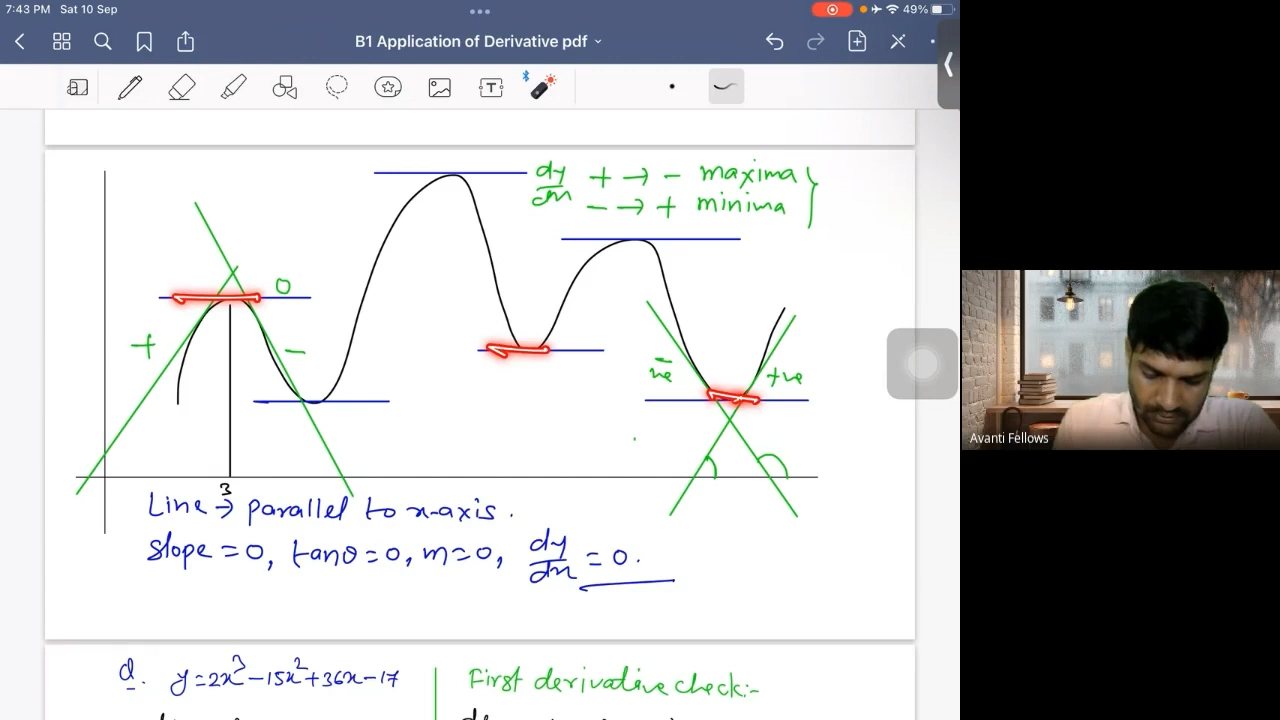 7:43 PM Sat 10 Sep
49%
B1 Application of Derivative pdf
dy/dx + → - maxima
- → + minima
0
+
-
-ve
+ve
Avanti Fellows
3
Line → parallel to x-axis.
Slope = 0, tanθ = 0, m = 0, dy/dx = 0.
Q. y = 2x³ - 15x² + 36x - 17
First derivative check:-